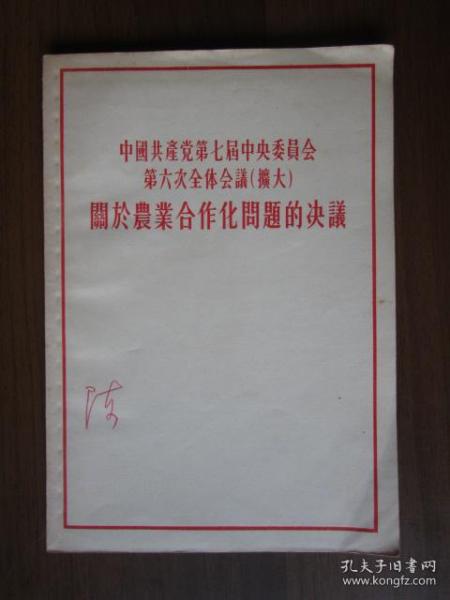 中國共產党第七屆中央委員会
第六次全体会議(擴大)
關於農業合作化問題的决議
陈
孔夫子旧书网
www.kongfz.com